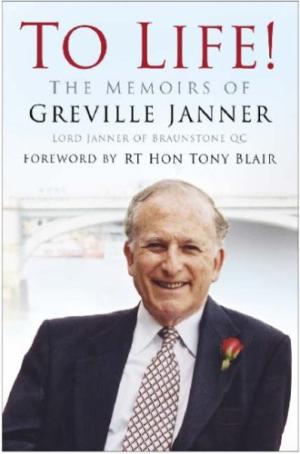 TO LIFE!
THE MEMOIRS OF
GREVILLE JANNER
LORD JANNER OF BRAUNSTONE QC
FOREWORD BY RT HON TONY BLAIR